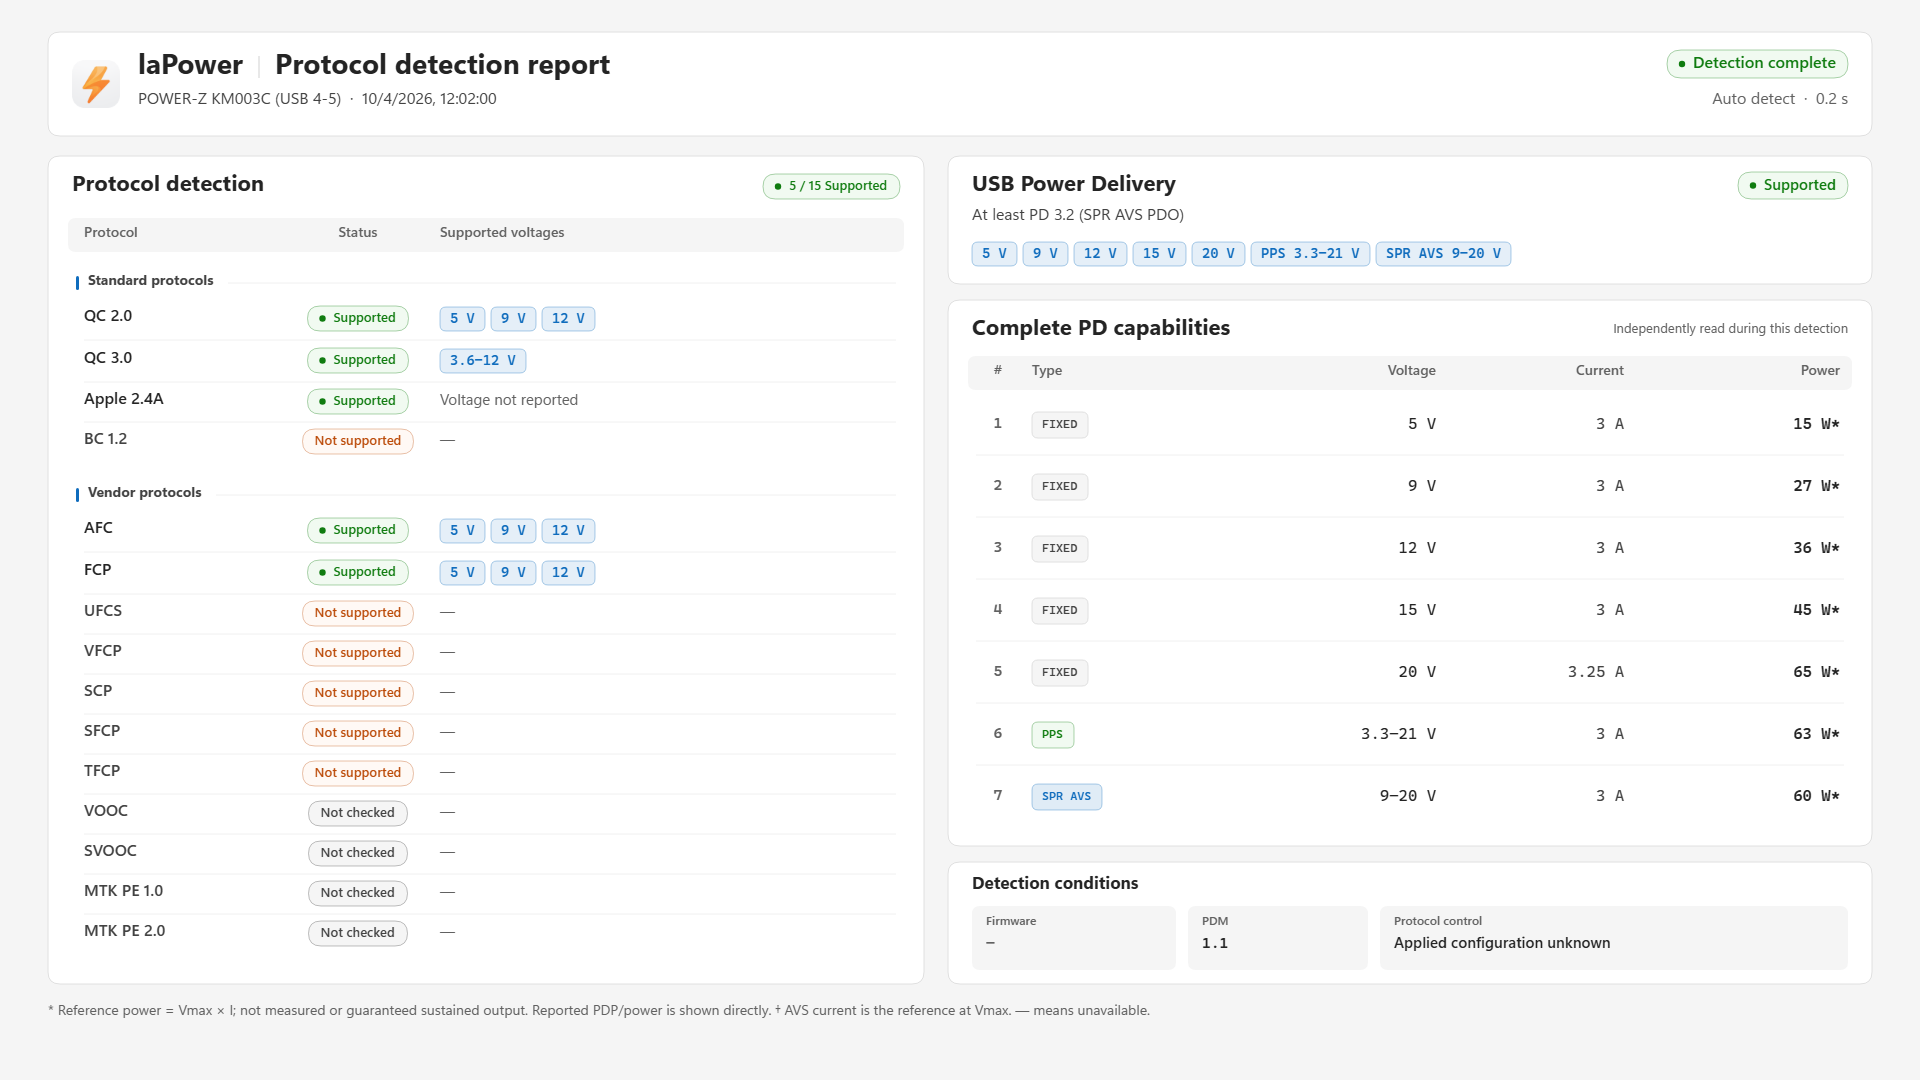 laPower | Protocol detection report
POWER-Z KM003C (USB 4-5) · 10/4/2026, 12:02:00
Detection complete
Auto detect · 0.2 s
Protocol detection
5 / 15 Supported
Protocol Status Supported voltages
Standard protocols
QC 2.0 Supported 5 V 9 V 12 V
QC 3.0 Supported 3.6–12 V
Apple 2.4A Supported Voltage not reported
BC 1.2 Not supported —
Vendor protocols
AFC Supported 5 V 9 V 12 V
FCP Supported 5 V 9 V 12 V
UFCS Not supported —
VFCP Not supported —
SCP Not supported —
SFCP Not supported —
TFCP Not supported —
VOOC Not checked —
SVOOC Not checked —
MTK PE 1.0 Not checked —
MTK PE 2.0 Not checked —
USB Power Delivery
Supported
At least PD 3.2 (SPR AVS PDO)
5 V 9 V 12 V 15 V 20 V PPS 3.3–21 V SPR AVS 9–20 V
Complete PD capabilities
Independently read during this detection
# Type Voltage Current Power
1 FIXED 5 V 3 A 15 W*
2 FIXED 9 V 3 A 27 W*
3 FIXED 12 V 3 A 36 W*
4 FIXED 15 V 3 A 45 W*
5 FIXED 20 V 3.25 A 65 W*
6 PPS 3.3–21 V 3 A 63 W*
7 SPR AVS 9–20 V 3 A 60 W*
Detection conditions
Firmware PDM Protocol control
— 1.1 Applied configuration unknown
* Reference power = Vmax × I; not measured or guaranteed sustained output. Reported PDP/power is shown directly. † AVS current is the reference at Vmax. — means unavailable.